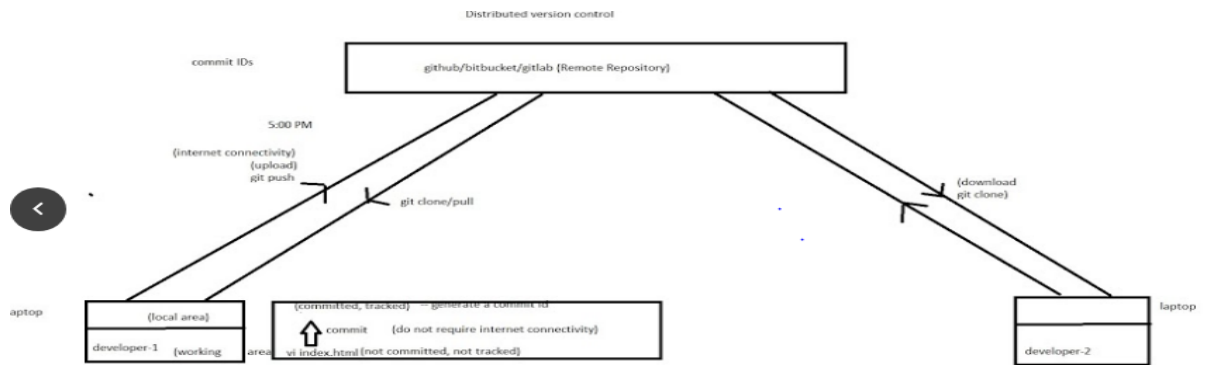 Distributed version control
commit IDs
github/bitbucket/gitlab (Remote Repository)
5:00 PM
(internet connectivity)
(upload)
git push
git clone/pull
(download
git clone)
aptop
(local area)
developer-1
(working area
(committed, tracked) -- generate a commit id
commit (do not require internet connectivity)
vi index.html (not committed, not tracked)
laptop
developer-2